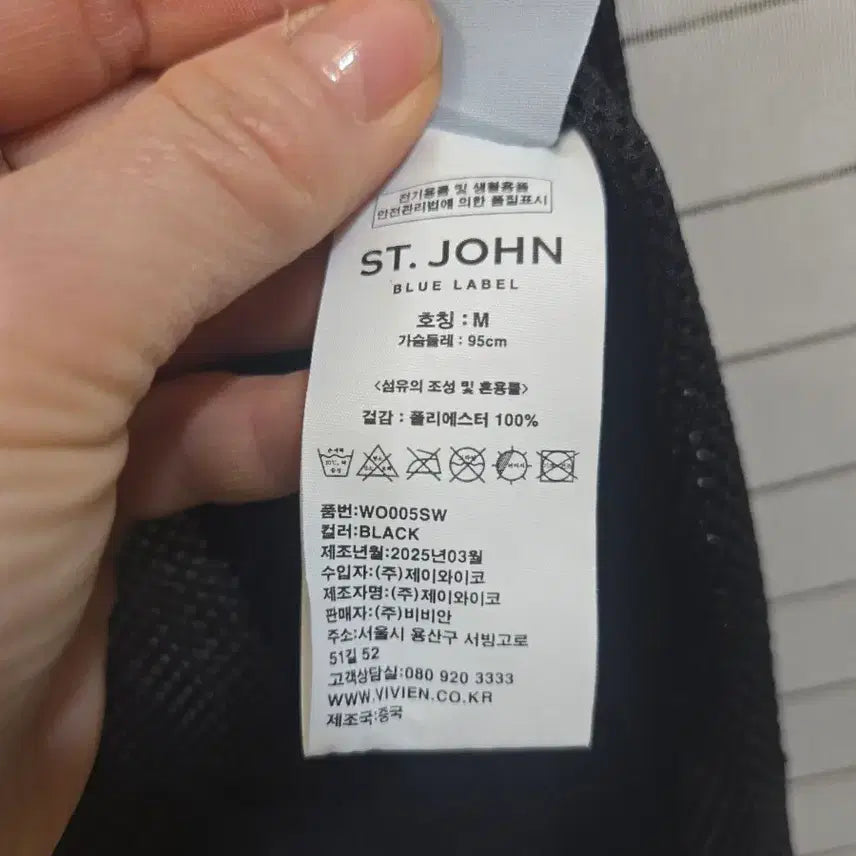 전기용품 및 생활용품
안전관리법에 의한 품질표시
ST. JOHN
BLUE LABEL
호칭 : M
가슴둘레 : 95cm
<섬유의 조성 및 혼용률>
겉감 : 폴리에스터 100%
품번:WO005SW
컬러:BLACK
제조년월:2025년03월
수입자:(주)제이와이코
제조자명:(주)제이와이코
판매자:(주)비비안
주소:서울시 용산구 서빙고로
51길 52
고객상담실:080 920 3333
WWW.VIVIEN.CO.KR
제조국:중국